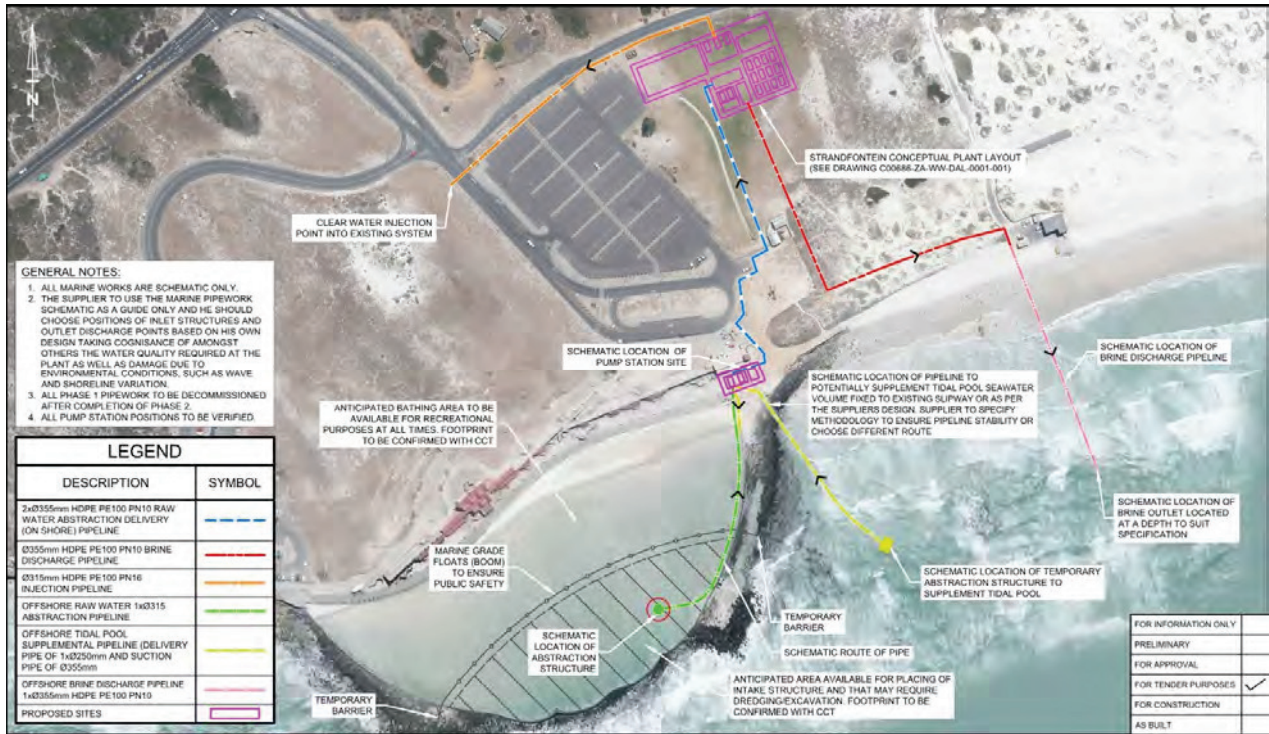 N
STRANDFONTEIN CONCEPTUAL PLANT LAYOUT
(SEE DRAWING C00686-ZA-WW-DAL-0001-001)
CLEAR WATER INJECTION
POINT INTO EXISTING SYSTEM
GENERAL NOTES:
1. ALL MARINE WORKS ARE SCHEMATIC ONLY.
2. THE SUPPLIER TO USE THE MARINE PIPEWORK
SCHEMATIC AS A GUIDE ONLY AND HE SHOULD
CHOOSE POSITIONS OF INLET STRUCTURES AND
OUTLET DISCHARGE POINTS BASED ON HIS OWN
DESIGN TAKING COGNISANCE OF AMONGST
OTHERS THE WATER QUALITY REQUIRED AT THE
PLANT AS WELL AS DAMAGE DUE TO
ENVIRONMENTAL CONDITIONS, SUCH AS WAVE
AND SHORELINE VARIATION.
3. ALL PHASE 1 PIPEWORK TO BE DECOMMISSIONED
AFTER COMPLETION OF PHASE 2.
4. ALL PUMP STATION POSITIONS TO BE VERIFIED.
SCHEMATIC LOCATION OF
PUMP STATION SITE
SCHEMATIC LOCATION OF
BRINE DISCHARGE PIPELINE
SCHEMATIC LOCATION OF PIPELINE TO
POTENTIALLY SUPPLEMENT TIDAL POOL SEAWATER
VOLUME FIXED TO EXISTING SLIPWAY OR AS PER
THE SUPPLIERS DESIGN. SUPPLIER TO SPECIFY
METHODOLOGY TO ENSURE PIPELINE STABILITY OR
CHOOSE DIFFERENT ROUTE
ANTICIPATED BATHING AREA TO BE
AVAILABLE FOR RECREATIONAL
PURPOSES AT ALL TIMES. FOOTPRINT
TO BE CONFIRMED WITH CCT
LEGEND
DESCRIPTION SYMBOL
2xØ355mm HDPE PE100 PN10 RAW
WATER ABSTRACTION DELIVERY
(ON SHORE) PIPELINE
Ø355mm HDPE PE100 PN10 BRINE
DISCHARGE PIPELINE
Ø315mm HDPE PE100 PN16
INJECTION PIPELINE
OFFSHORE RAW WATER 1xØ315
ABSTRACTION PIPELINE
OFFSHORE TIDAL POOL
SUPPLEMENTAL PIPELINE (DELIVERY
PIPE OF 1xØ250mm AND SUCTION
PIPE OF Ø355mm
OFFSHORE BRINE DISCHARGE PIPELINE
1xØ355mm HDPE PE100 PN10
PROPOSED SITES
MARINE GRADE
FLOATS (BOOM)
TO ENSURE
PUBLIC SAFETY
SCHEMATIC LOCATION OF
BRINE OUTLET LOCATED
AT A DEPTH TO SUIT
SPECIFICATION
SCHEMATIC LOCATION OF TEMPORARY
ABSTRACTION STRUCTURE TO
SUPPLEMENT TIDAL POOL
SCHEMATIC
LOCATION OF
ABSTRACTION
STRUCTURE
TEMPORARY
BARRIER
SCHEMATIC ROUTE OF PIPE
ANTICIPATED AREA AVAILABLE FOR PLACING OF
INTAKE STRUCTURE AND THAT MAY REQUIRE
DREDGING/EXCAVATION. FOOTPRINT TO BE
CONFIRMED WITH CCT
TEMPORARY
BARRIER
FOR INFORMATION ONLY
PRELIMINARY
FOR APPROVAL
FOR TENDER PURPOSES ✓
FOR CONSTRUCTION
AS BUILT